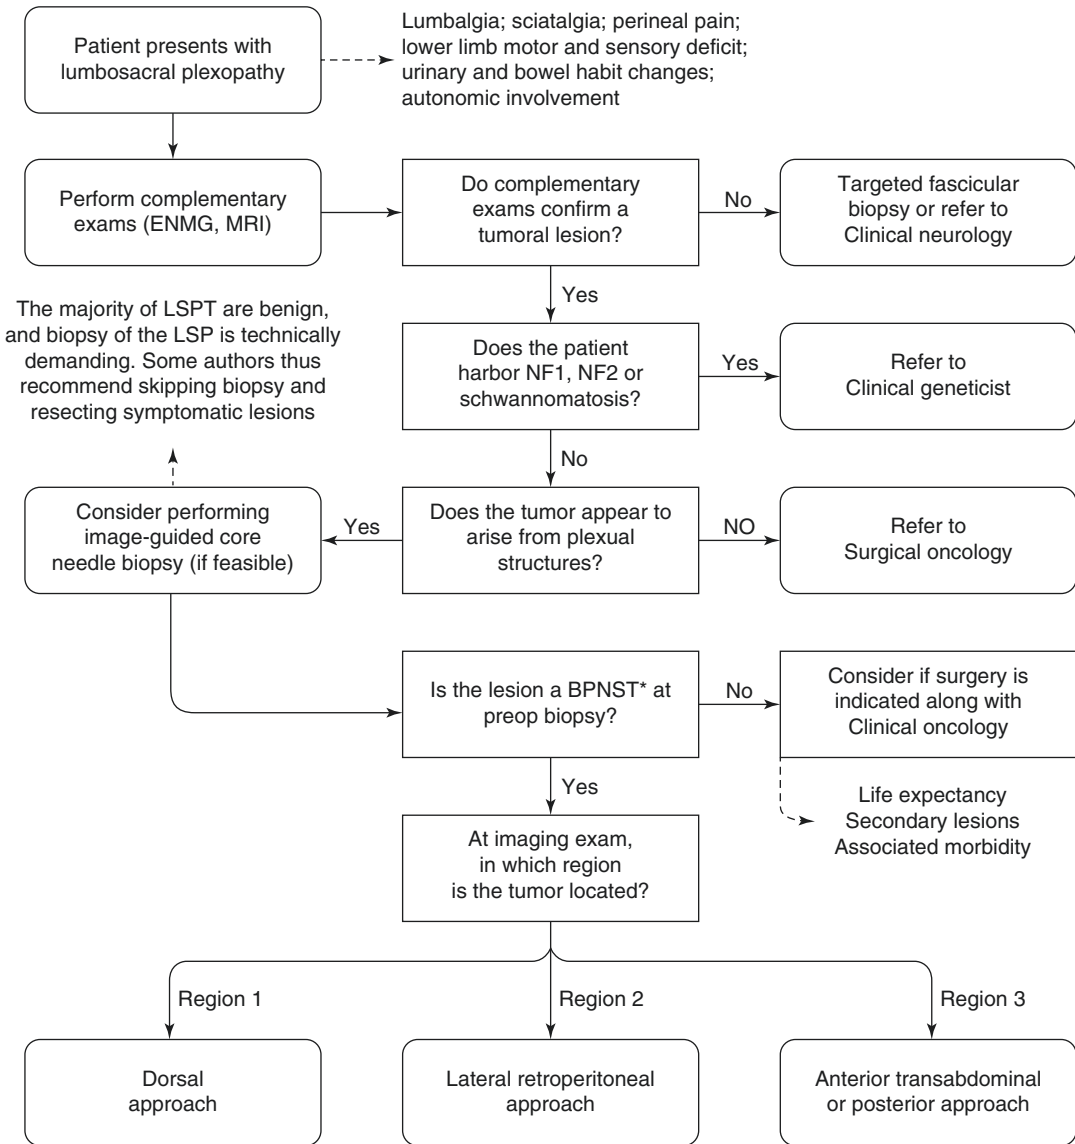 Patient presents with
lumbosacral plexopathy
Lumbalgia; sciatalgia; perineal pain;
lower limb motor and sensory deficit;
urinary and bowel habit changes;
autonomic involvement
Perform complementary
exams (ENMG, MRI)
Do complementary
exams confirm a
tumoral lesion?
No
Targeted fascicular
biopsy or refer to
Clinical neurology
Yes
The majority of LSPT are benign,
and biopsy of the LSP is technically
demanding. Some authors thus
recommend skipping biopsy and
resecting symptomatic lesions
Does the patient
harbor NF1, NF2 or
schwannomatosis?
Yes
Refer to
Clinical geneticist
No
Consider performing
image-guided core
needle biopsy (if feasible)
Yes
Does the tumor appear to
arise from plexual
structures?
NO
Refer to
Surgical oncology
Is the lesion a BPNST* at
preop biopsy?
No
Consider if surgery is
indicated along with
Clinical oncology
Yes
Life expectancy
Secondary lesions
Associated morbidity
At imaging exam,
in which region
is the tumor located?
Region 1
Region 2
Region 3
Dorsal
approach
Lateral retroperitoneal
approach
Anterior transabdominal
or posterior approach